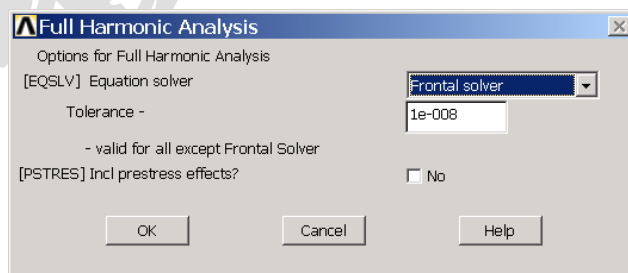 Full Harmonic Analysis
Options for Full Harmonic Analysis
[EQSLV] Equation solver Frontal solver
Tolerance - 1e-008
- valid for all except Frontal Solver
[PSTRES] Incl prestress effects? No
OK Cancel Help